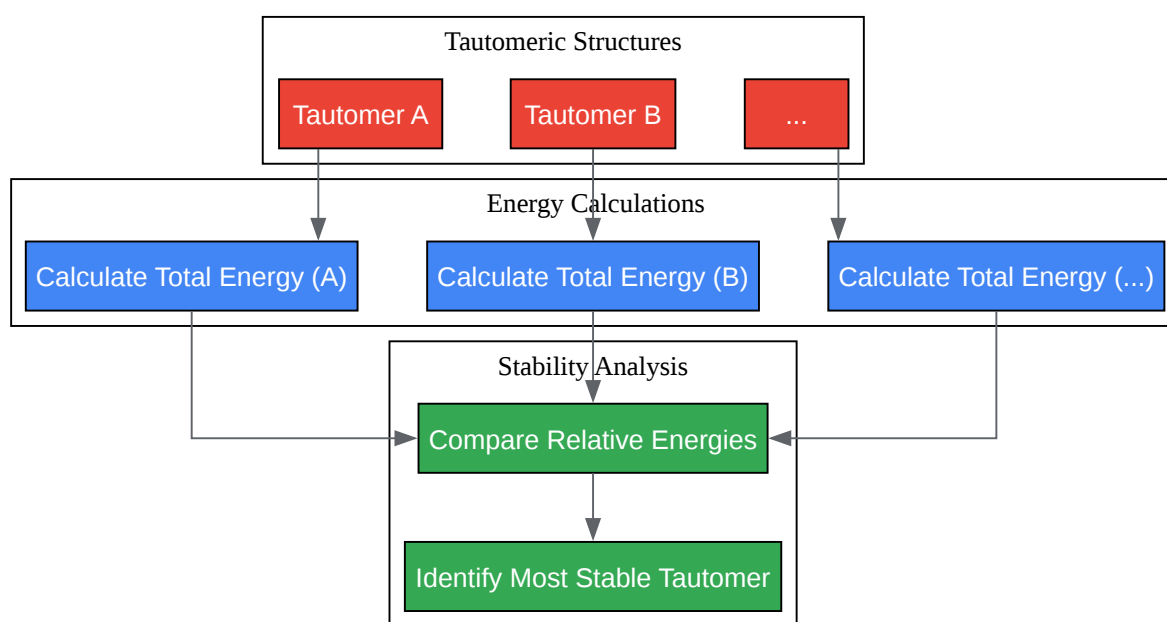 Tautomeric Structures
Tautomer A
Tautomer B
...
Energy Calculations
Calculate Total Energy (A)
Calculate Total Energy (B)
Calculate Total Energy (...)
Stability Analysis
Compare Relative Energies
Identify Most Stable Tautomer